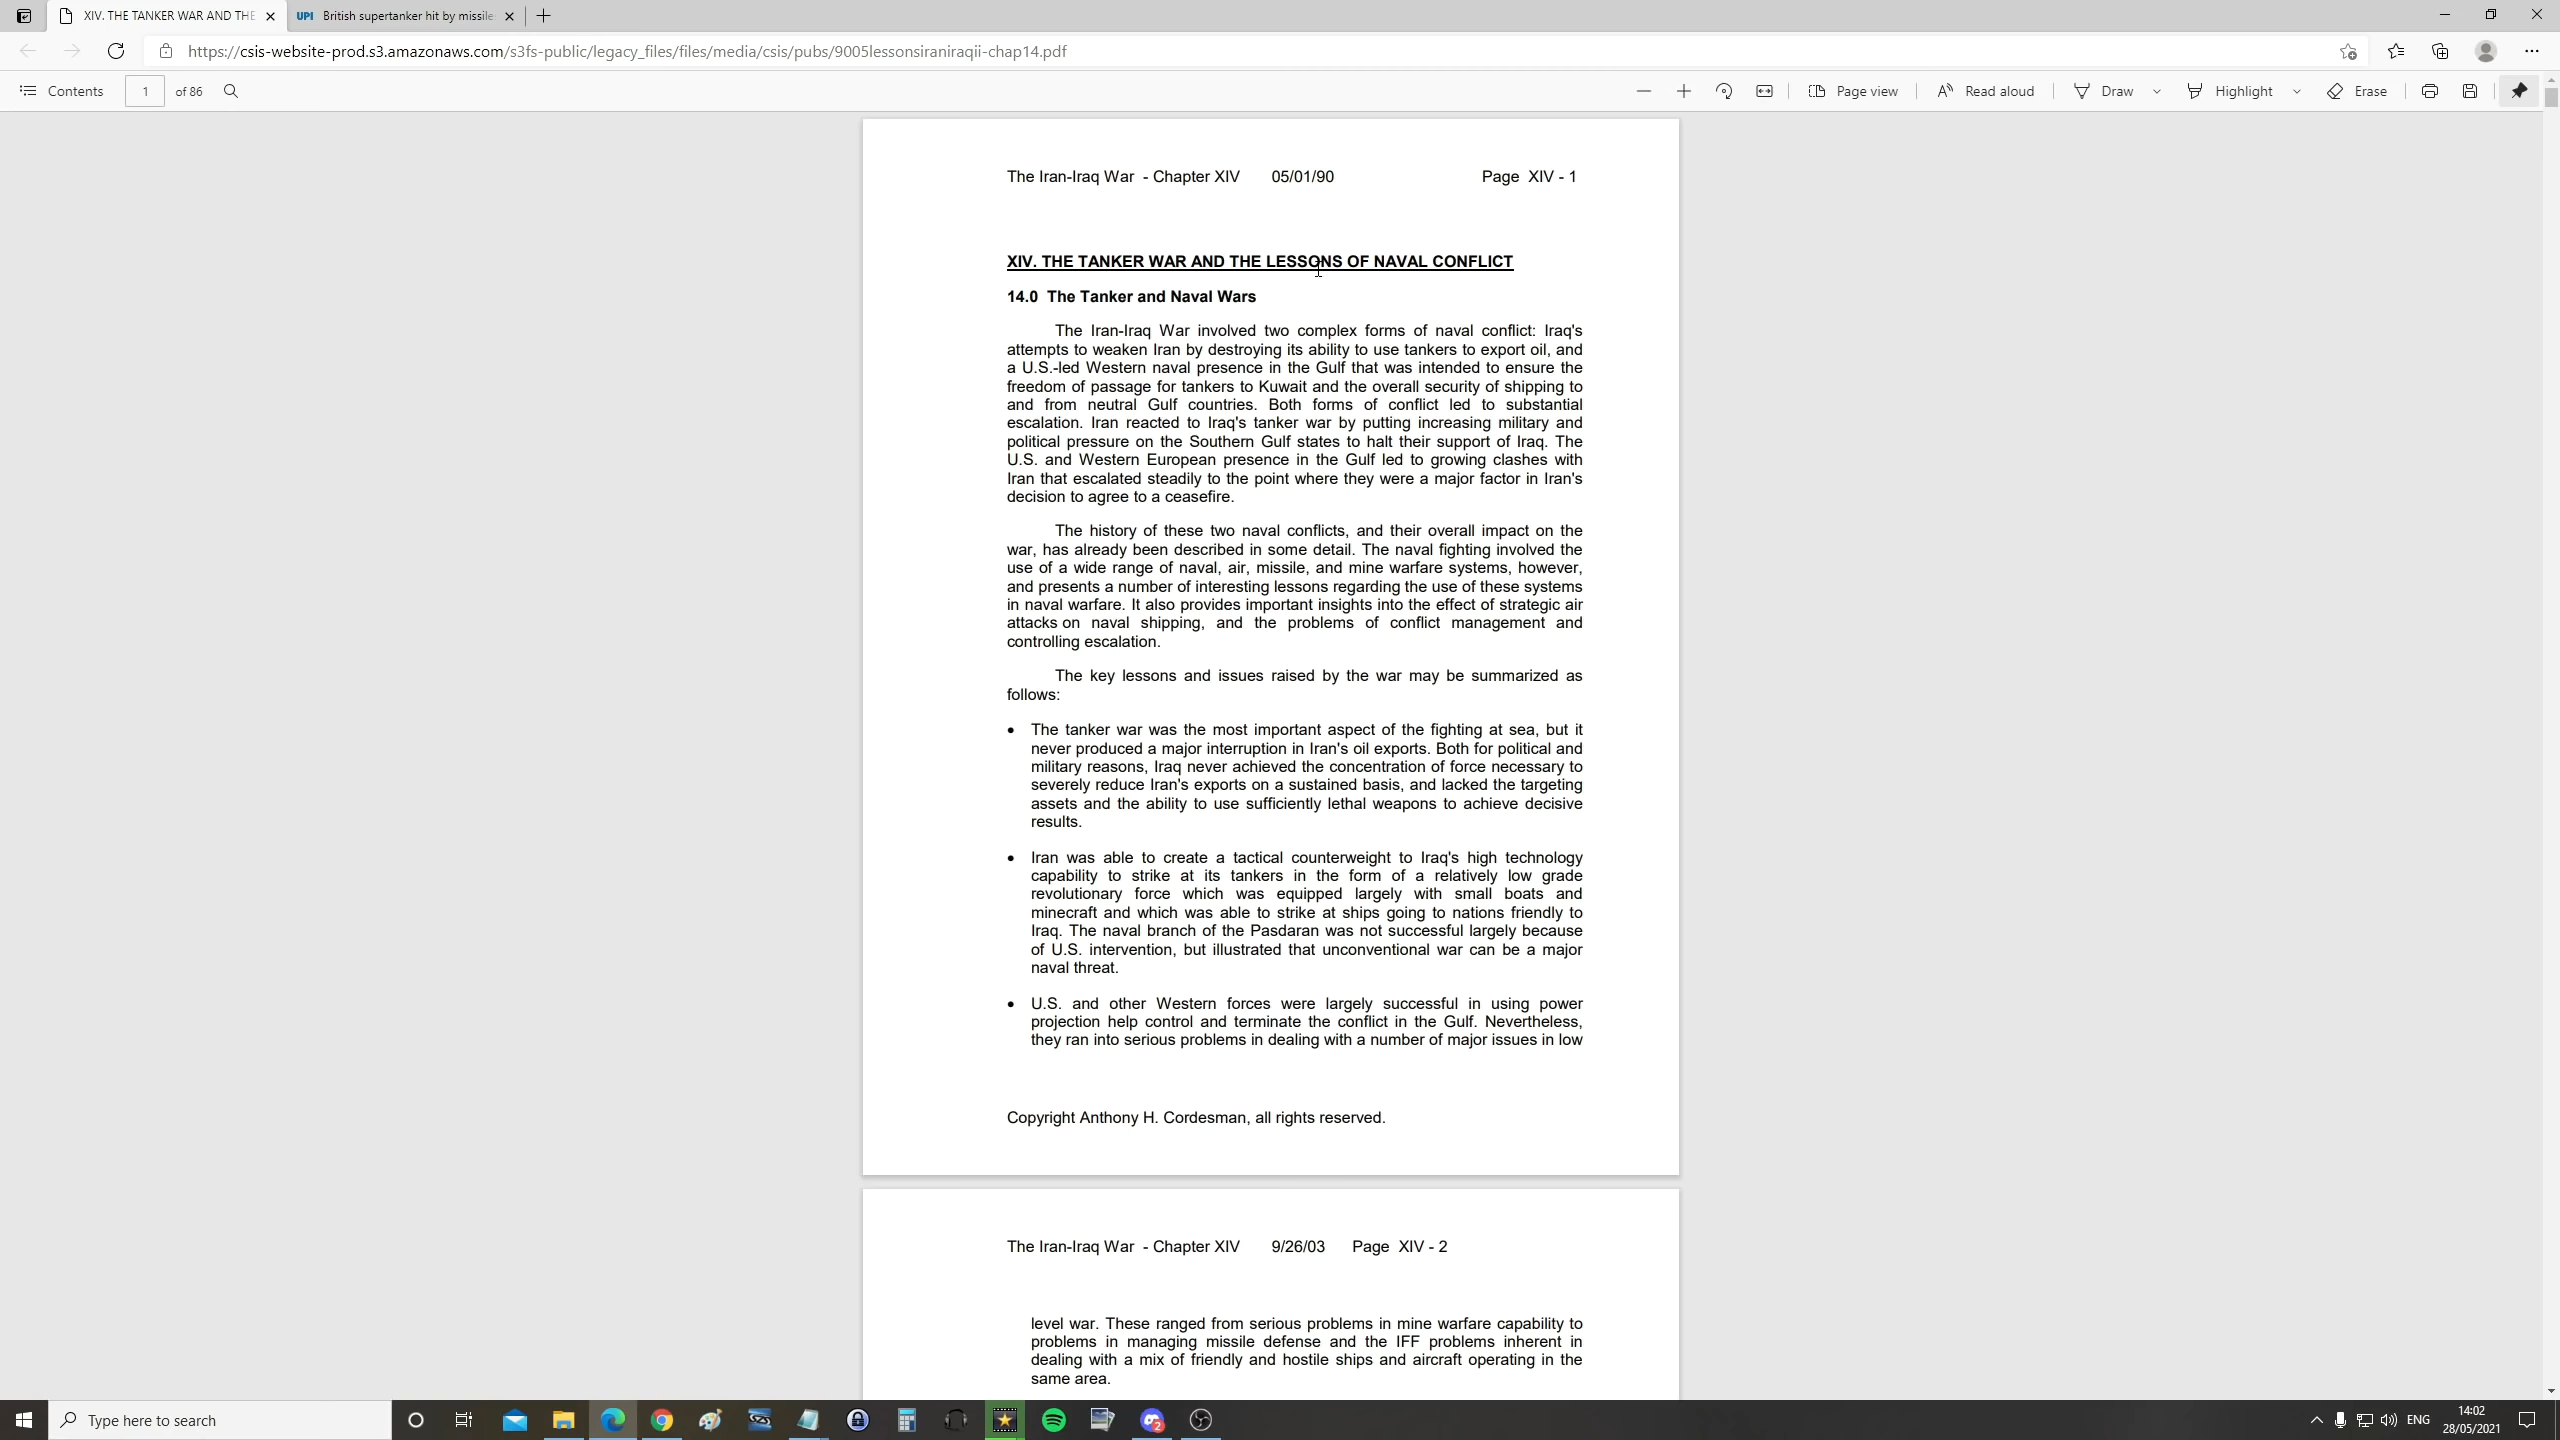 XIV. THE TANKER WAR AND THE
UPI British supertanker hit by missile
https://csis-website-prod.s3.amazonaws.com/s3fs-public/legacy_files/files/media/csis/pubs/9005lessonsiraniraqii-chap14.pdf
Contents 1 of 86 Page view Read aloud Draw Highlight Erase
The Iran-Iraq War - Chapter XIV 05/01/90 Page XIV - 1
XIV. THE TANKER WAR AND THE LESSONS OF NAVAL CONFLICT
14.0 The Tanker and Naval Wars
The Iran-Iraq War involved two complex forms of naval conflict: Iraq's
attempts to weaken Iran by destroying its ability to use tankers to export oil, and
a U.S.-led Western naval presence in the Gulf that was intended to ensure the
freedom of passage for tankers to Kuwait and the overall security of shipping to
and from neutral Gulf countries. Both forms of conflict led to substantial
escalation. Iran reacted to Iraq's tanker war by putting increasing military and
political pressure on the Southern Gulf states to halt their support of Iraq. The
U.S. and Western European presence in the Gulf led to growing clashes with
Iran that escalated steadily to the point where they were a major factor in Iran's
decision to agree to a ceasefire.
The history of these two naval conflicts, and their overall impact on the
war, has already been described in some detail. The naval fighting involved the
use of a wide range of naval, air, missile, and mine warfare systems, however,
and presents a number of interesting lessons regarding the use of these systems
in naval warfare. It also provides important insights into the effect of strategic air
attacks on naval shipping, and the problems of conflict management and
controlling escalation.
The key lessons and issues raised by the war may be summarized as
follows:
• The tanker war was the most important aspect of the fighting at sea, but it
never produced a major interruption in Iran's oil exports. Both for political and
military reasons, Iraq never achieved the concentration of force necessary to
severely reduce Iran's exports on a sustained basis, and lacked the targeting
assets and the ability to use sufficiently lethal weapons to achieve decisive
results.
• Iran was able to create a tactical counterweight to Iraq's high technology
capability to strike at its tankers in the form of a relatively low grade
revolutionary force which was equipped largely with small boats and
minecraft and which was able to strike at ships going to nations friendly to
Iraq. The naval branch of the Pasdaran was not successful largely because
of U.S. intervention, but illustrated that unconventional war can be a major
naval threat.
• U.S. and other Western forces were largely successful in using power
projection help control and terminate the conflict in the Gulf. Nevertheless,
they ran into serious problems in dealing with a number of major issues in low
Copyright Anthony H. Cordesman, all rights reserved.
The Iran-Iraq War - Chapter XIV 9/26/03 Page XIV - 2
level war. These ranged from serious problems in mine warfare capability to
problems in managing missile defense and the IFF problems inherent in
dealing with a mix of friendly and hostile ships and aircraft operating in the
same area.
Type here to search
2
ENG
14:02
28/05/2021